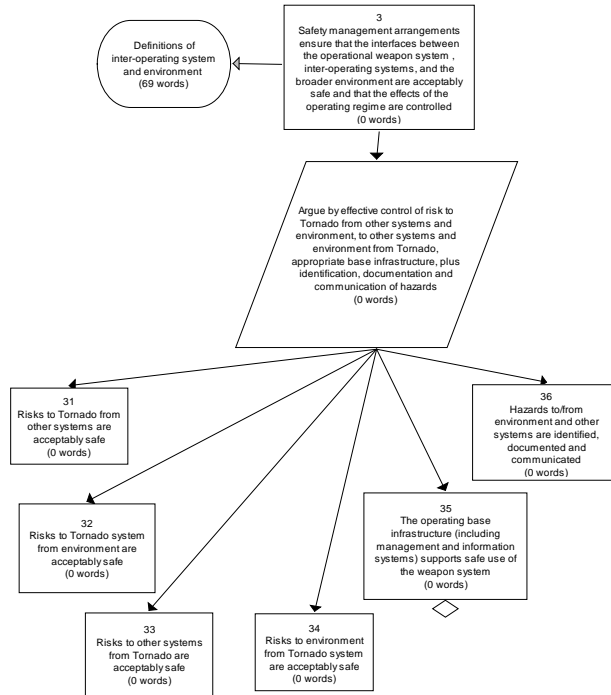 Definitions of
inter-operating system
and environment
(69 words)
3
Safety management arrangements
ensure that the interfaces between
the operational weapon system ,
inter-operating systems, and the
broader environment are acceptably
safe and that the effects of the
operating regime are controlled
(0 words)
Argue by effective control of risk to
Tornado from other systems and
environment, to other systems and
environment from Tornado,
appropriate base infrastructure, plus
identification, documentation and
communication of hazards
(0 words)
31
Risks to Tornado from
other systems are
acceptably safe
(0 words)
36
Hazards to/from
environment and other
systems are identified,
documented and
communicated
(0 words)
32
Risks to Tornado system
from environment are
acceptably safe
(0 words)
35
The operating base
infrastructure (including
management and information
systems) supports safe use of
the weapon system
(0 words)
33
Risks to other systems
from Tornado are
acceptably safe
(0 words)
34
Risks to environment
from Tornado system
are acceptably safe
(0 words)